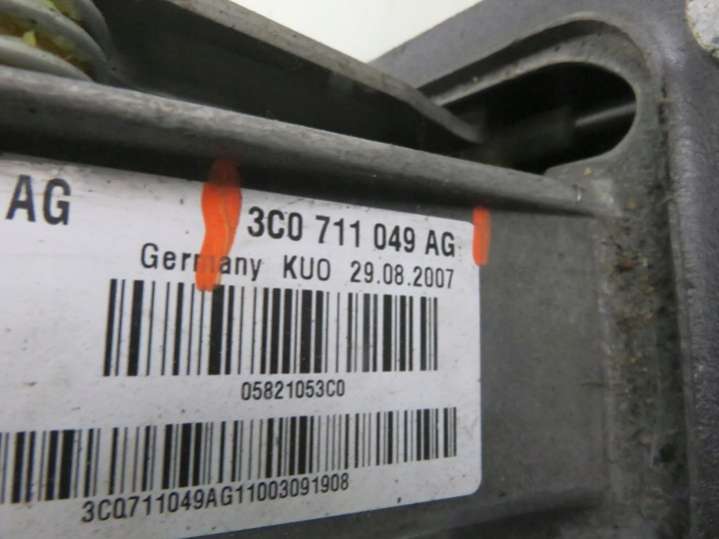 AG 3C0 711 049 AG
Germany KUO 29.08.2007
05821053C0
3C0711049AG11003091908